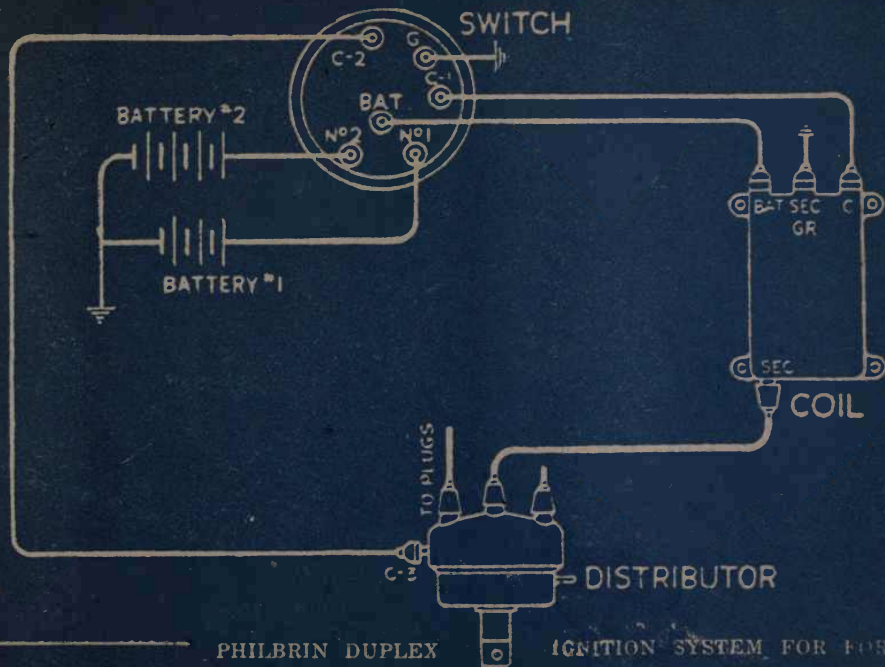 SWITCH
C-2
G
C-1
BAT.
BATTERY #2
Nº2
Nº1
BATTERY #1
BAT SEC C
GR
SEC
COIL
TO PLUGS
C-3
DISTRIBUTOR
PHILBRIN DUPLEX IGNITION SYSTEM FOR